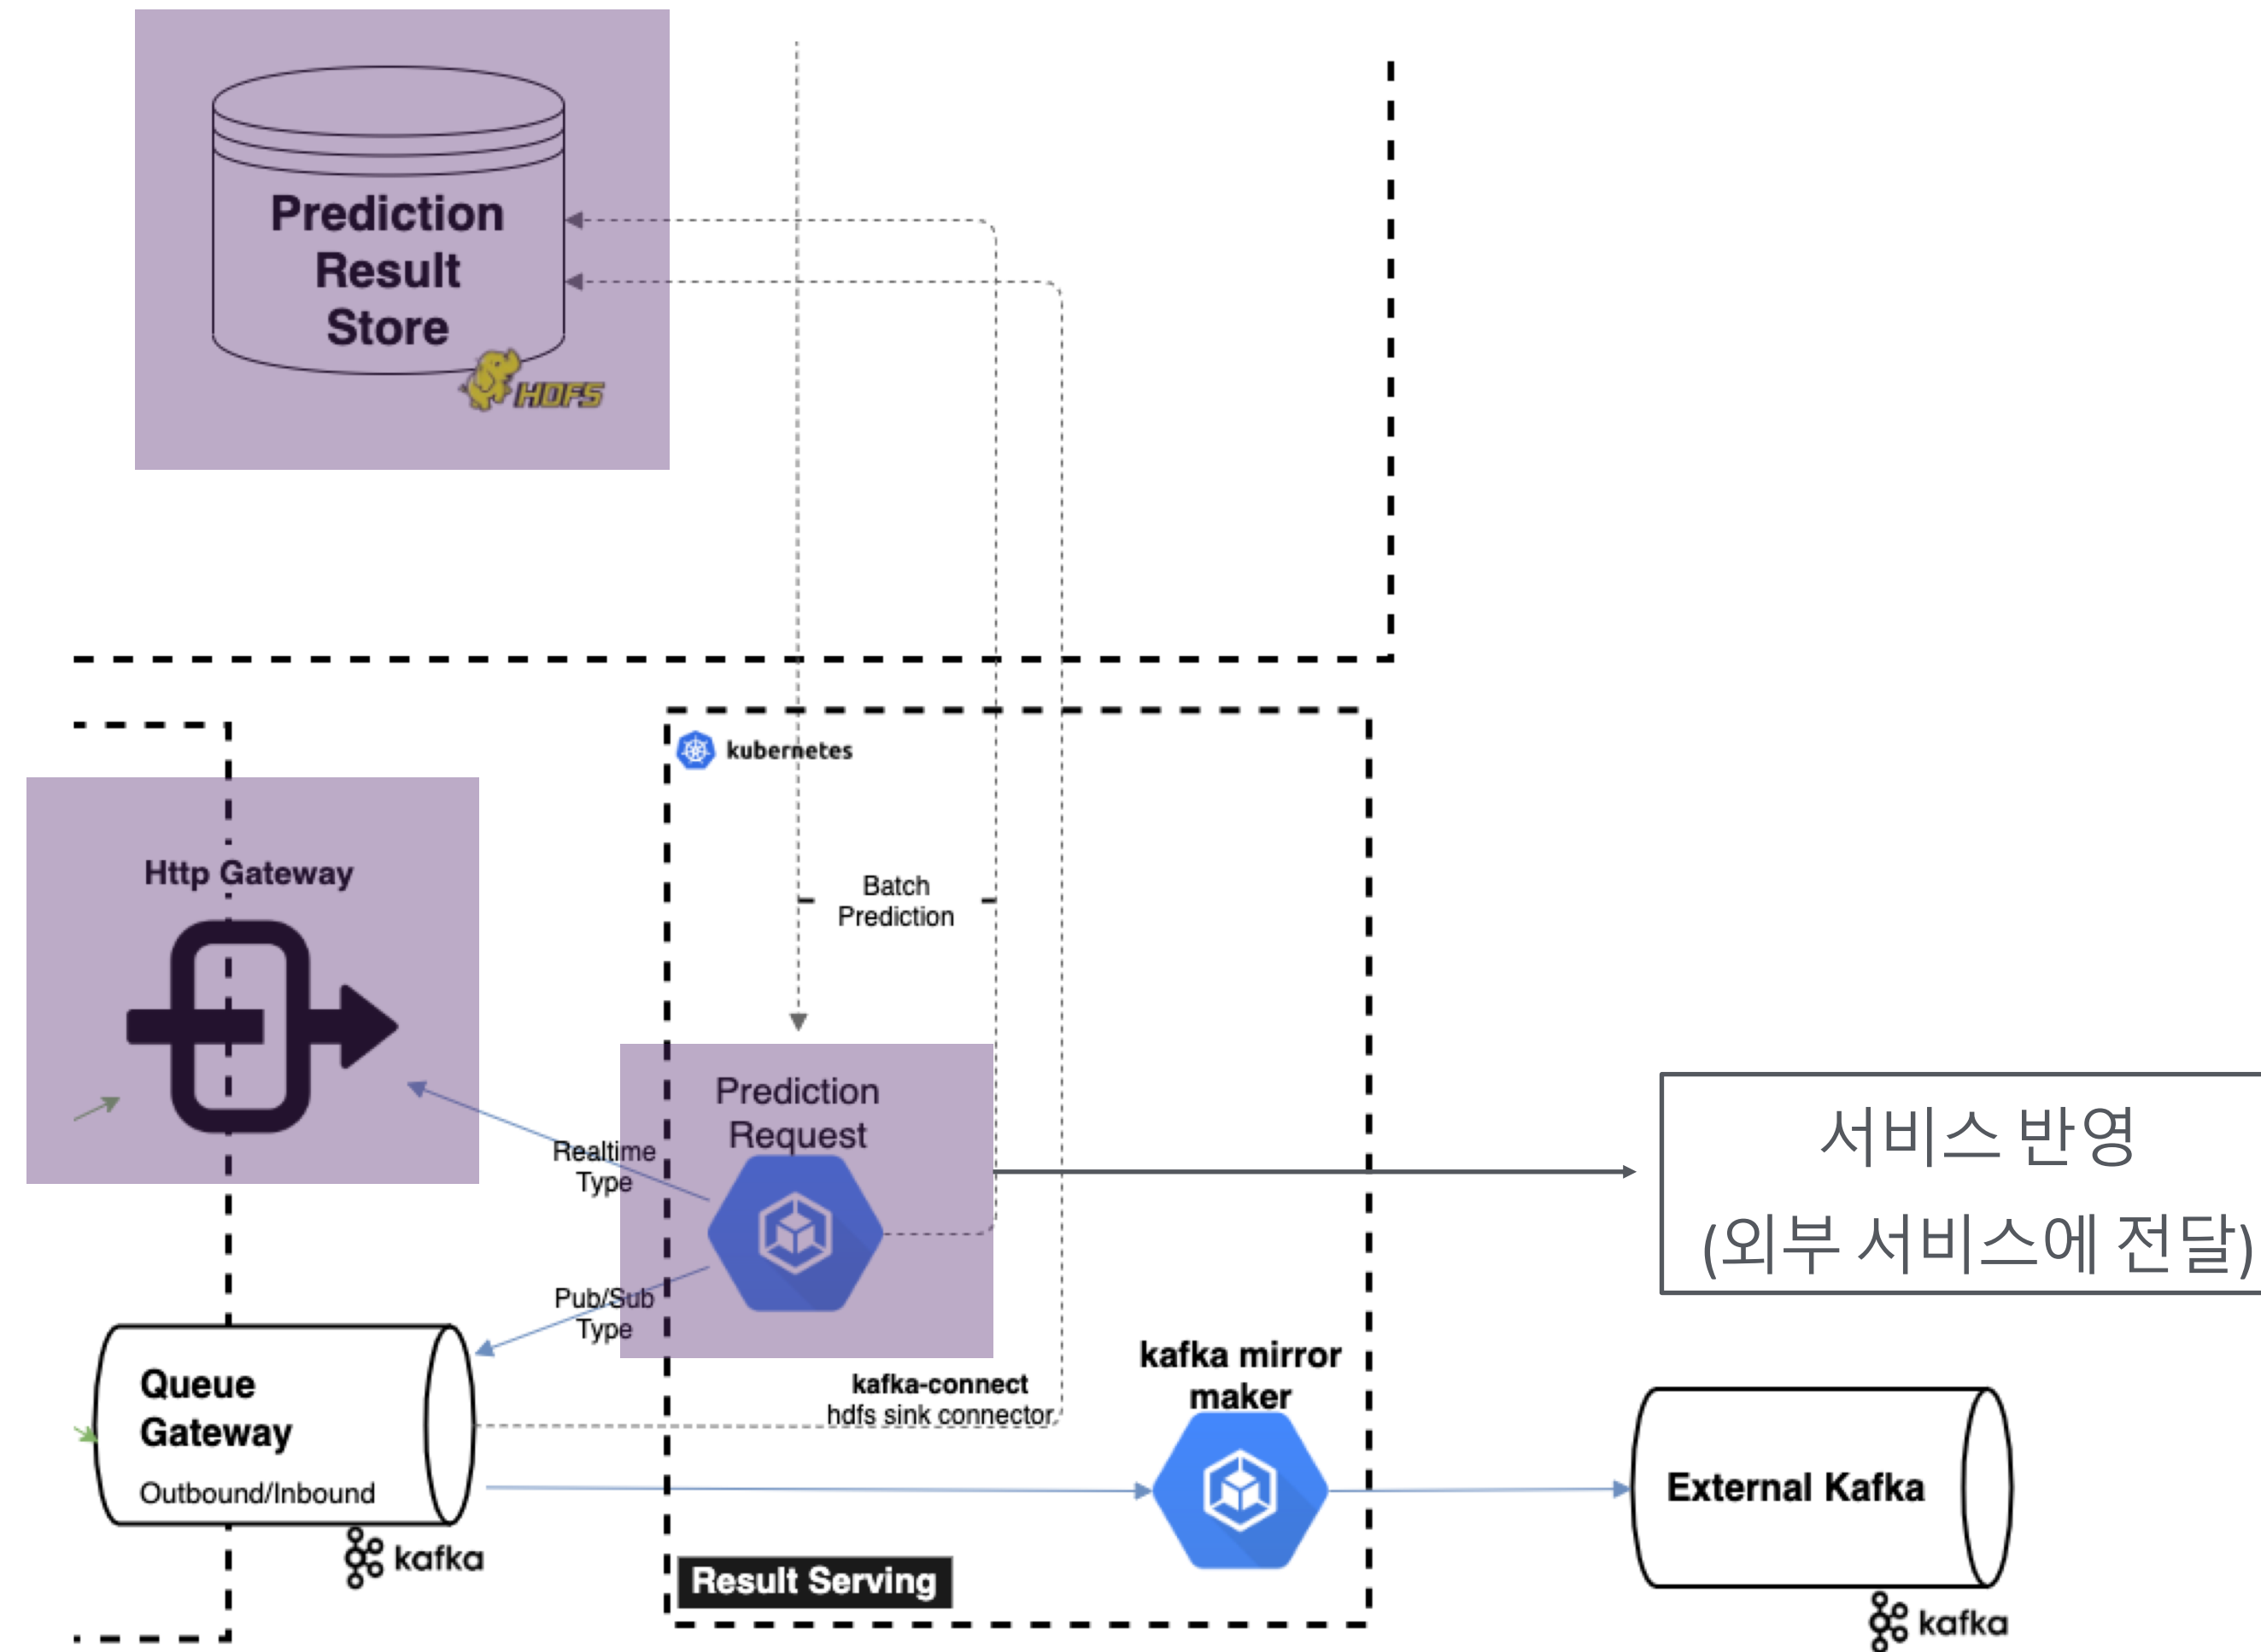 Prediction
Result
Store
HDFS
kubernetes
Http Gateway
Batch
Prediction
Prediction
Request
Realtime
Type
서비스 반영
(외부 서비스에 전달)
Pub/Sub
Type
kafka mirror
maker
kafka-connect
hdfs sink connector
Queue
Gateway
Outbound/Inbound
External Kafka
kafka
Result Serving
kafka